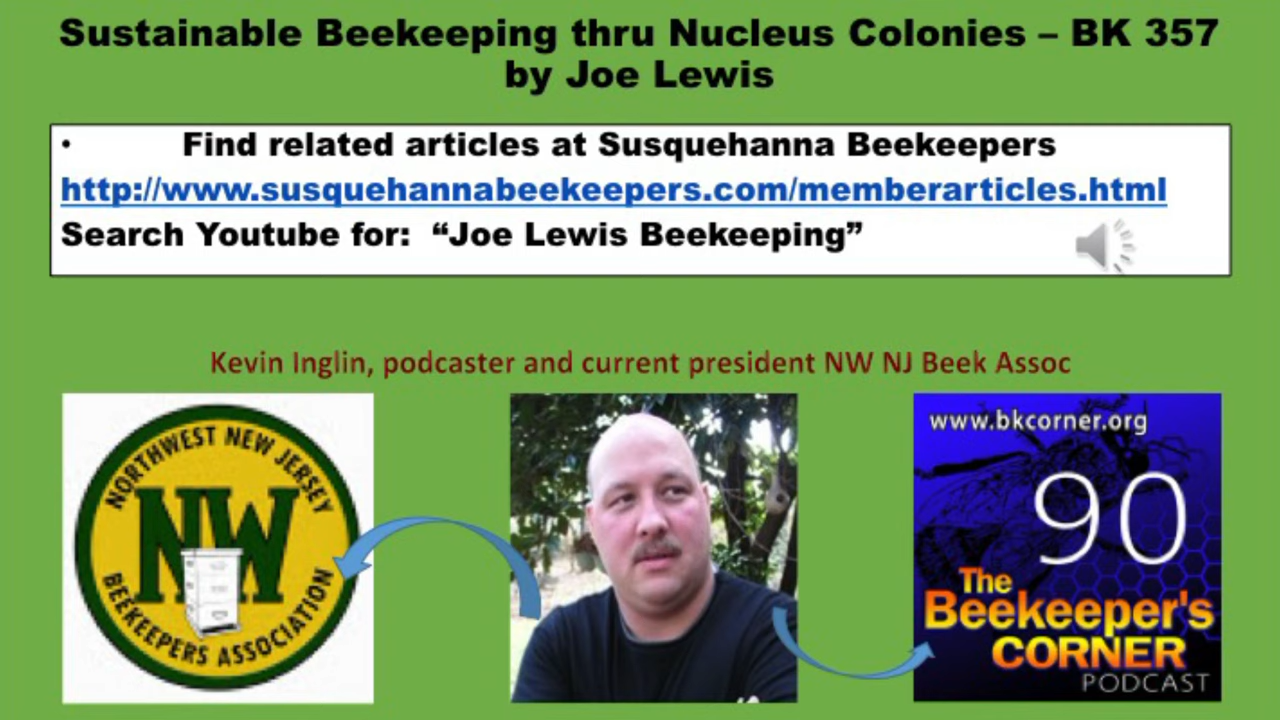 Sustainable Beekeeping thru Nucleus Colonies – BK 357
by Joe Lewis
• Find related articles at Susquehanna Beekeepers
http://www.susquehannabeekeepers.com/memberarticles.html
Search Youtube for: “Joe Lewis Beekeeping”
Kevin Inglin, podcaster and current president NW NJ Beek Assoc
NORTHWEST NEW JERSEY
NW
BEEKEEPERS ASSOCIATION
www.bkcorner.org
90
The
Beekeeper's
CORNER
PODCAST